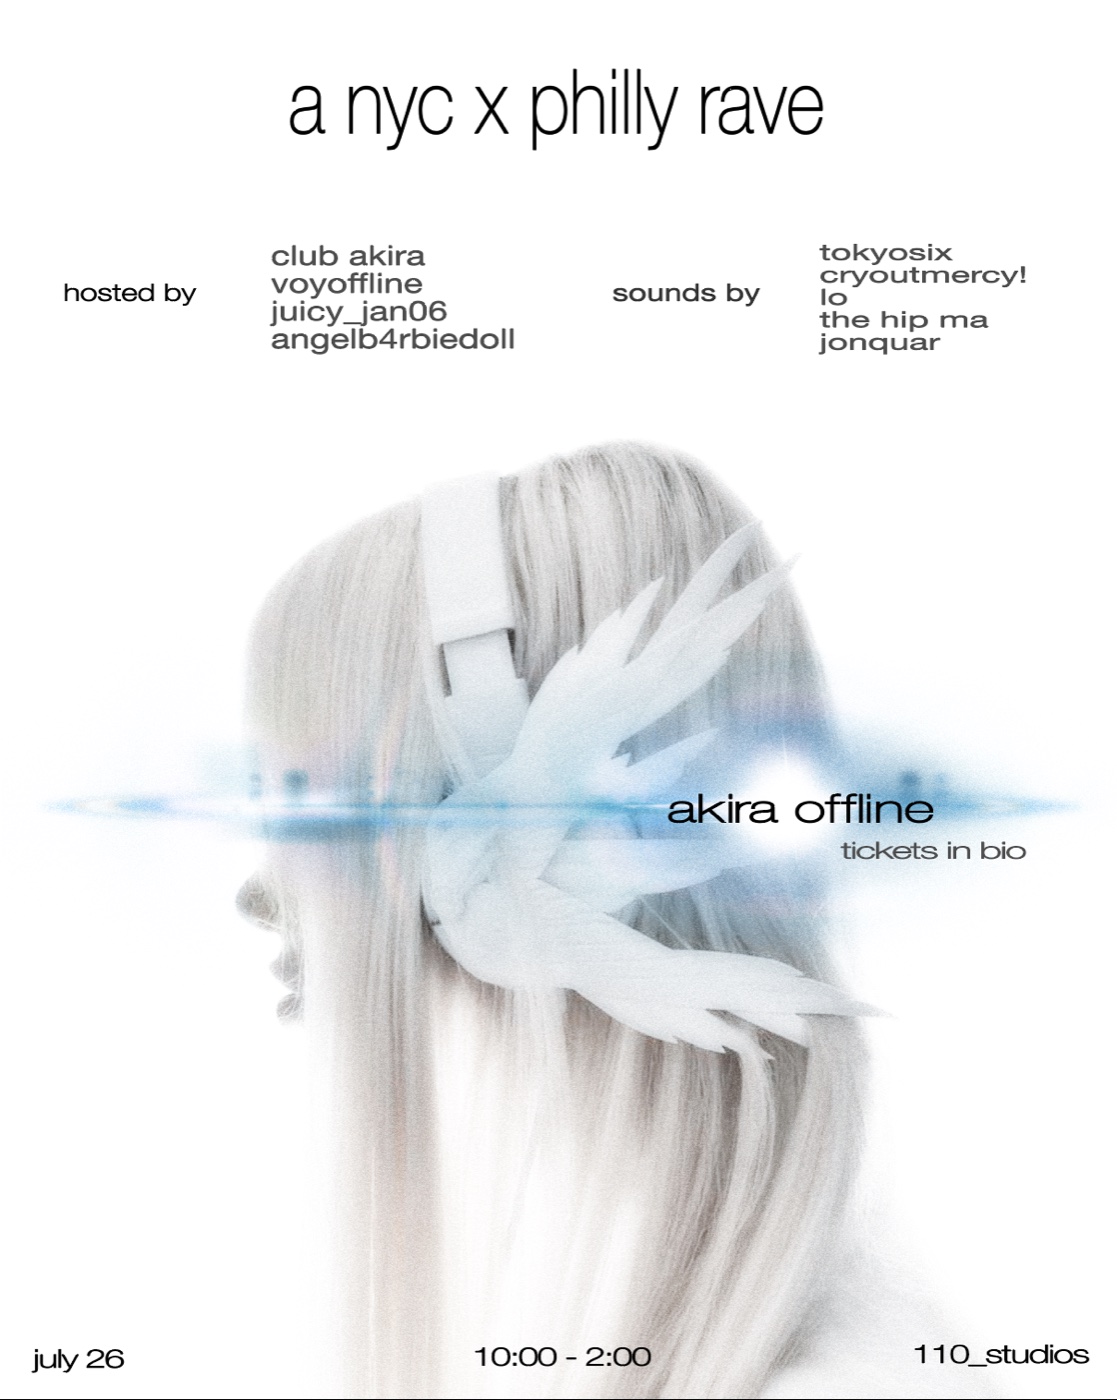 a nyc x philly rave
hosted by
club akira
voyoffline
juicy_jan06
angelb4rbiedoll
sounds by
tokyosix
cryoutmercy!
lo
the hip ma
jonquar
akira offline
tickets in bio
july 26
10:00 - 2:00
110_studios